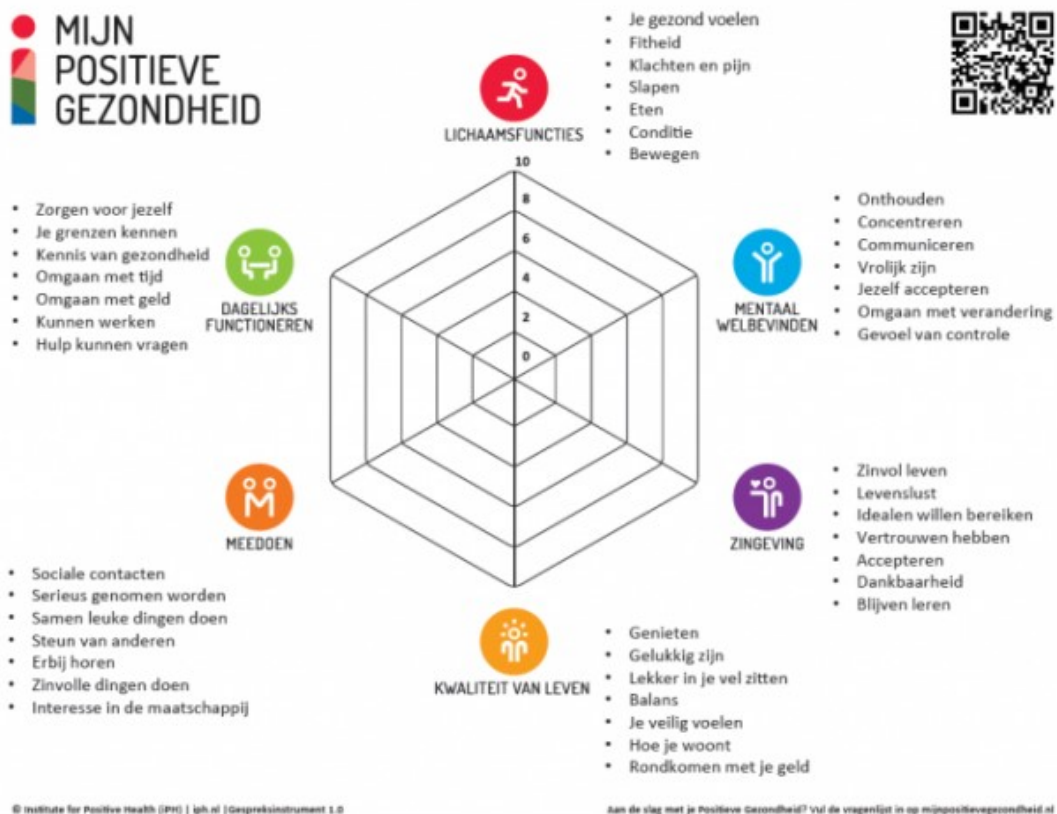 MIJN
POSITIEVE
GEZONDHEID
LICHAAMSFUNCTIES
• Je gezond voelen
• Fitheid
• Klachten en pijn
• Slapen
• Eten
• Conditie
• Bewegen
10
8
6
4
2
0
MENTAAL
WELBEVINDEN
• Onthouden
• Concentreren
• Communiceren
• Vrolijk zijn
• Jezelf accepteren
• Omgaan met verandering
• Gevoel van controle
ZINGEVING
• Zinvol leven
• Levenslust
• Idealen willen bereiken
• Vertrouwen hebben
• Accepteren
• Dankbaarheid
• Blijven leren
KWALITEIT VAN LEVEN
• Genieten
• Gelukkig zijn
• Lekker in je vel zitten
• Balans
• Je veilig voelen
• Hoe je woont
• Rondkomen met je geld
MEEDOEN
• Sociale contacten
• Serieus genomen worden
• Samen leuke dingen doen
• Steun van anderen
• Erbij horen
• Zinvolle dingen doen
• Interesse in de maatschappij
DAGELIJKS
FUNCTIONEREN
• Zorgen voor jezelf
• Je grenzen kennen
• Kennis van gezondheid
• Omgaan met tijd
• Omgaan met geld
• Kunnen werken
• Hulp kunnen vragen
© Institute for Positive Health (iPH) | iph.nl |Gespreksinstrument 1.0
Aan de slag met je Positieve Gezondheid? Vul de vragenlijst in op mijnpositievegezondheid.nl